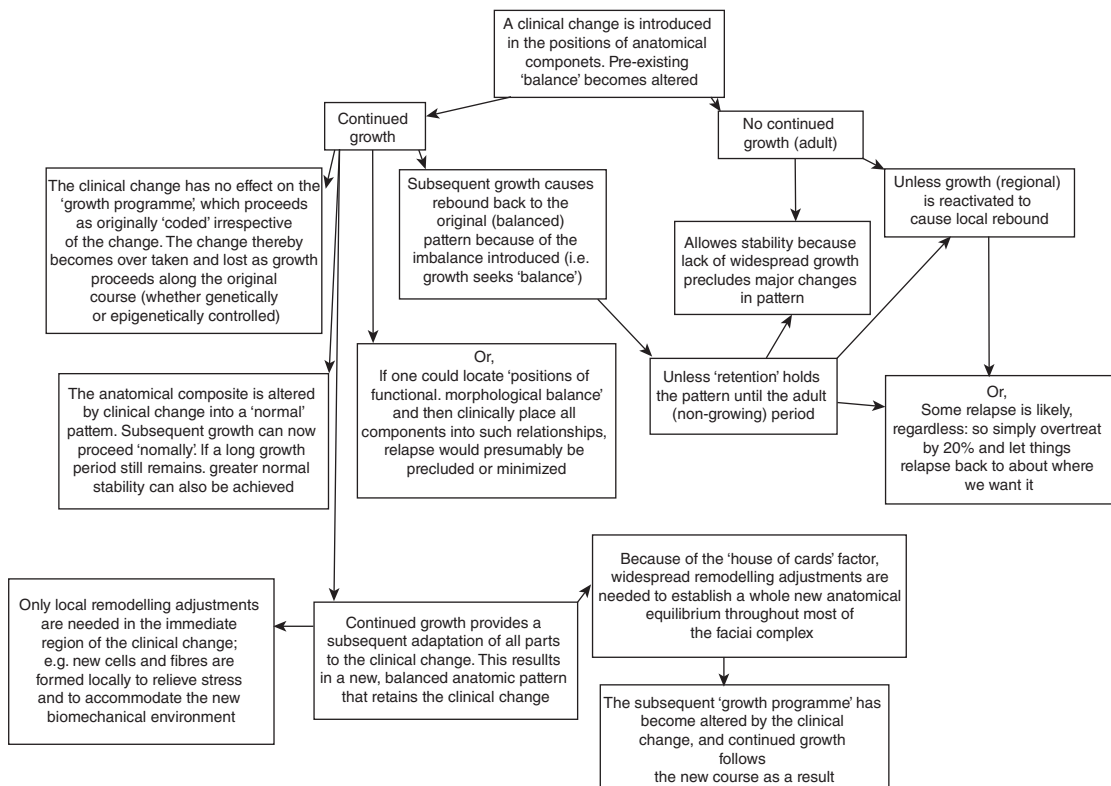 A clinical change is introduced
in the positions of anatomical
componets. Pre-existing
‘balance’ becomes altered
Continued
growth
No continued
growth (adult)
The clinical change has no effect on the
‘growth programme’, which proceeds
as originally ‘coded’ irrespective
of the change. The change thereby
becomes over taken and lost as growth
proceeds along the original
course (whether genetically
or epigenetically controlled)
Subsequent growth causes
rebound back to the
original (balanced)
pattern because of the
imbalance introduced (i.e.
growth seeks ‘balance’)
Allowes stability because
lack of widespread growth
precludes major changes
in pattern
Unless growth (regional)
is reactivated to
cause local rebound
The anatomical composite is altered
by clinical change into a ‘normal’
pattem. Subsequent growth can now
proceed ‘nomally’. If a long growth
period still remains. greater normal
stability can also be achieved
Or,
If one could locate ‘positions of
functional. morphological balance’
and then clinically place all
components into such relationships,
relapse would presumably be
precluded or minimized
Unless ‘retention’ holds
the pattern until the adult
(non-growing) period
Or,
Some relapse is likely,
regardless: so simply overtreat
by 20% and let things
relapse back to about where
we want it
Only local remodelling adjustments
are needed in the immediate
region of the clinical change;
e.g. new cells and fibres are
formed locally to relieve stress
and to accommodate the new
biomechanical environment
Continued growth provides a
subsequent adaptation of all parts
to the clinical change. This resullts
in a new, balanced anatomic pattern
that retains the clinical change
Because of the ‘house of cards’ factor,
widespread remodelling adjustments are
needed to establish a whole new anatomical
equilibrium throughout most of
the faciai complex
The subsequent ‘growth programme’ has
become altered by the clinical
change, and continued growth
follows
the new course as a result